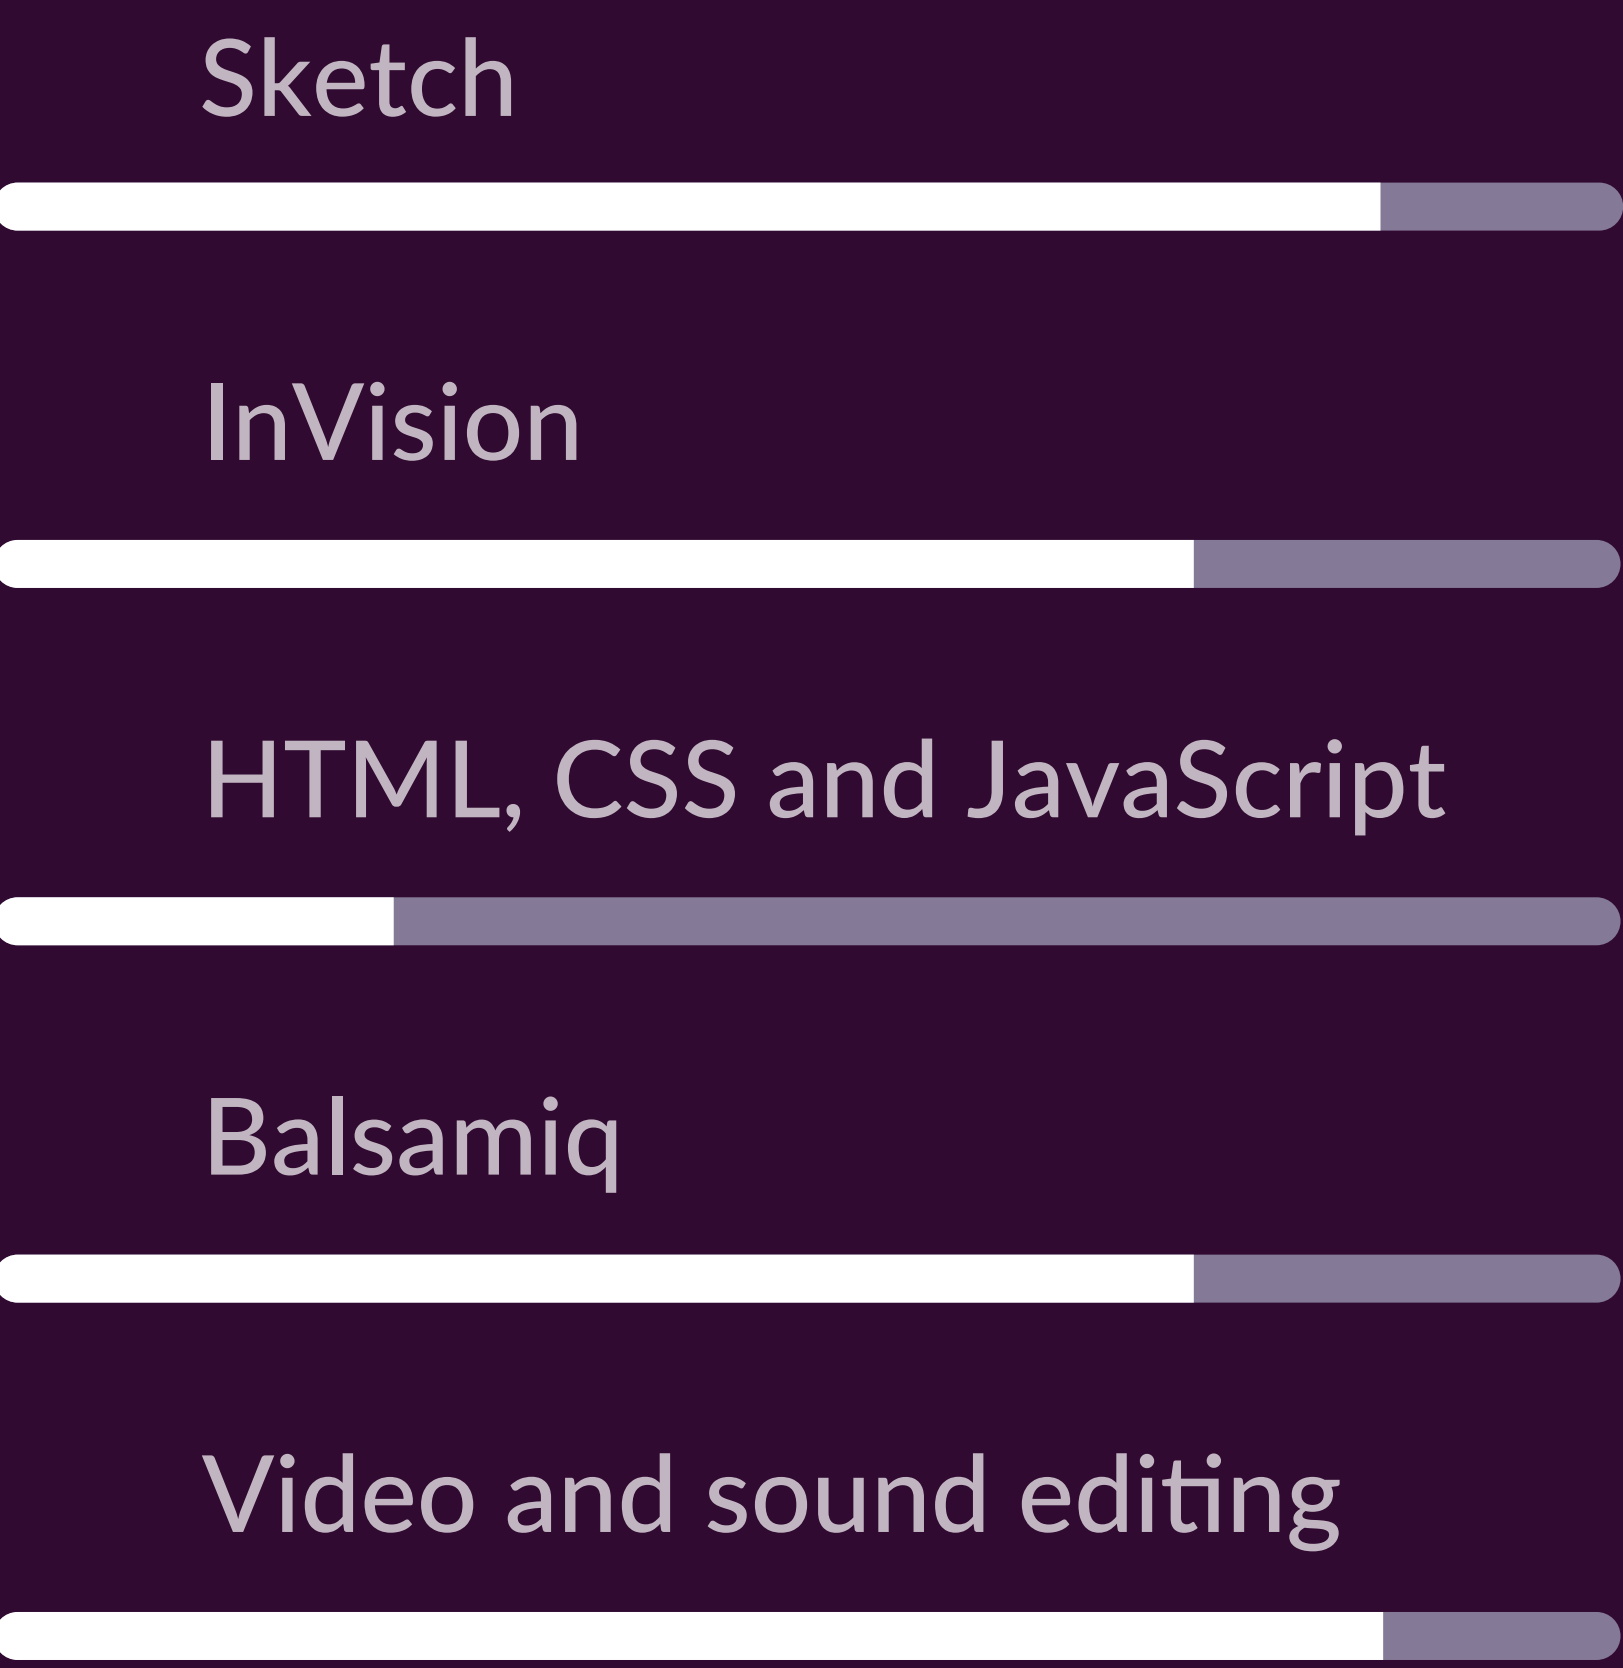 Sketch
InVision
HTML, CSS and JavaScript
Balsamiq
Video and sound editing